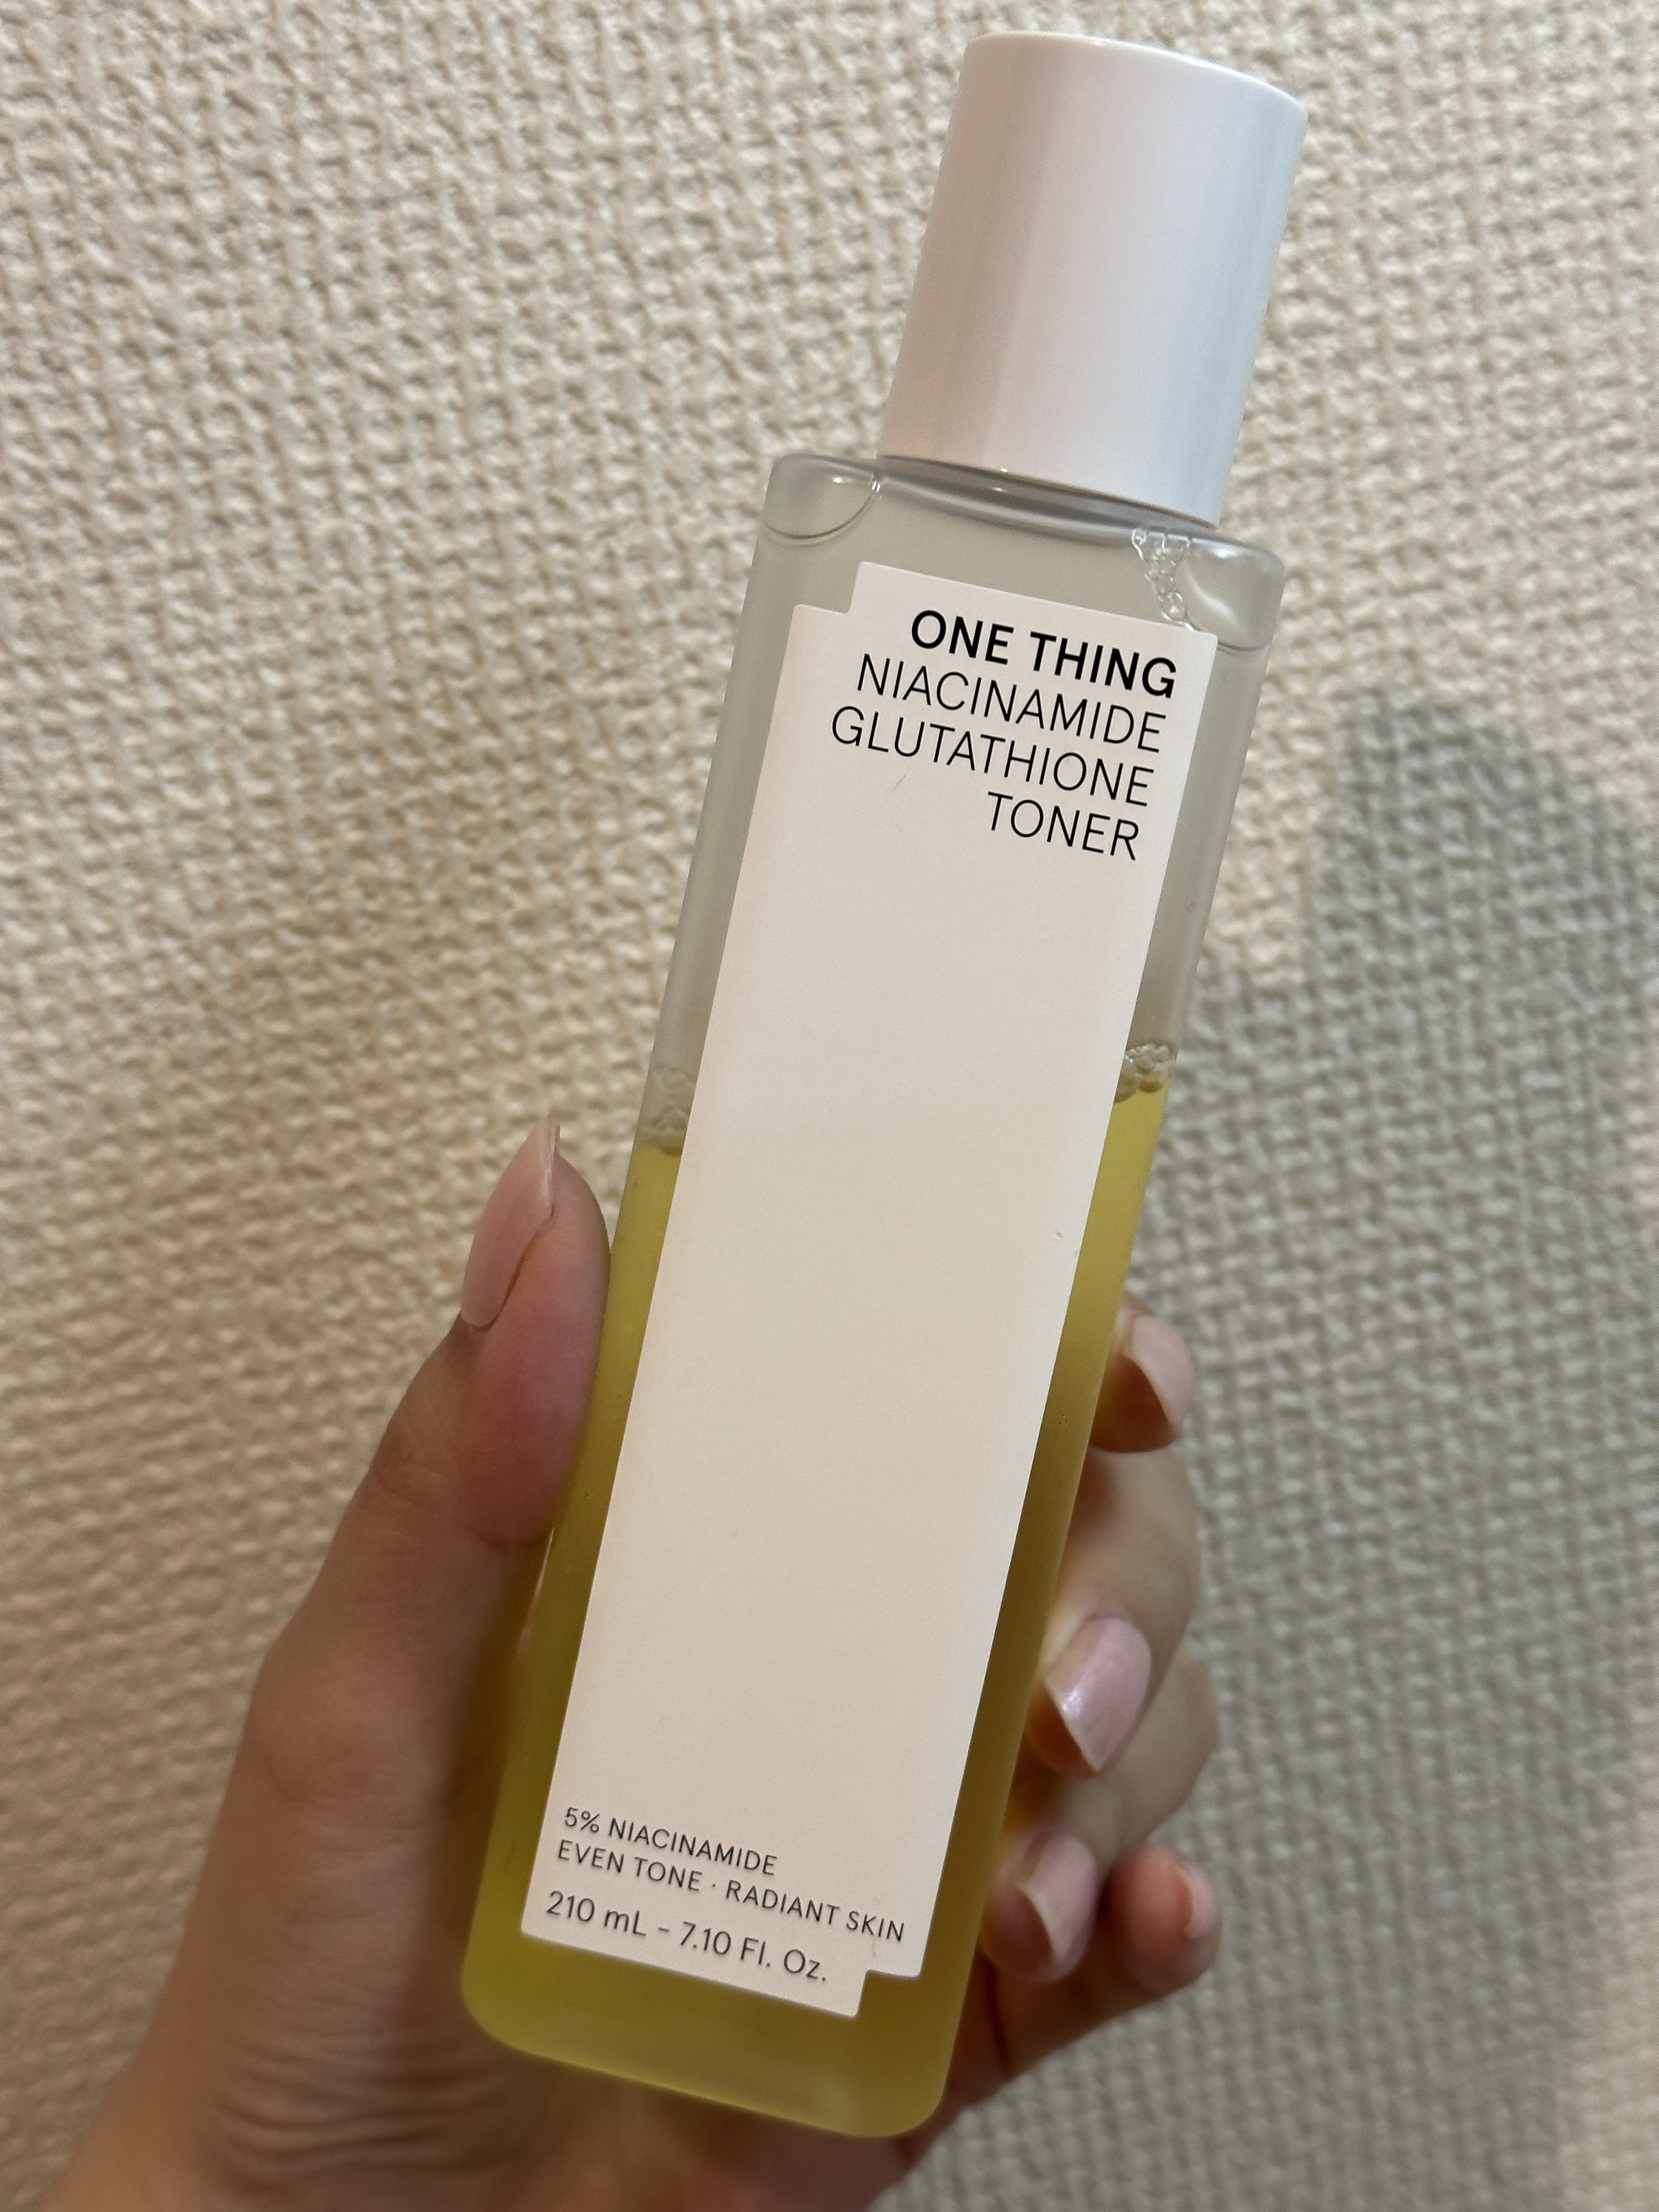 ONE THING
NIACINAMIDE
GLUTATHIONE
TONER
5% NIACINAMIDE
EVEN TONE · RADIANT SKIN
210 mL – 7.10 Fl. Oz.